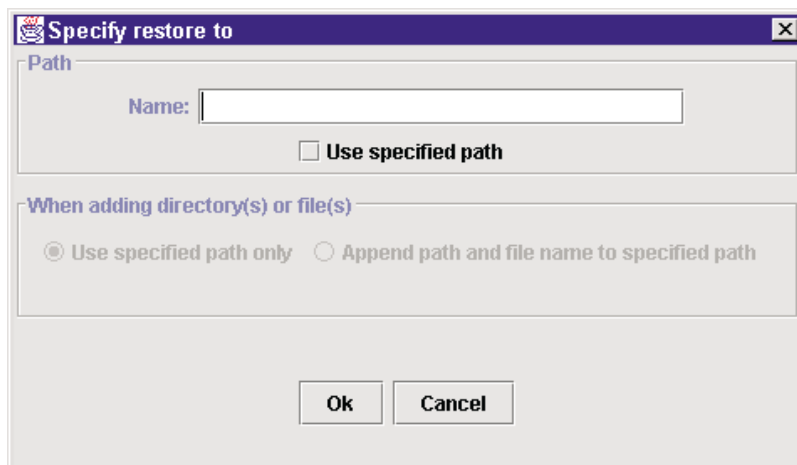 Specify restore to
Path
Name:
Use specified path
When adding directory(s) or file(s)
Use specified path only Append path and file name to specified path
Ok Cancel